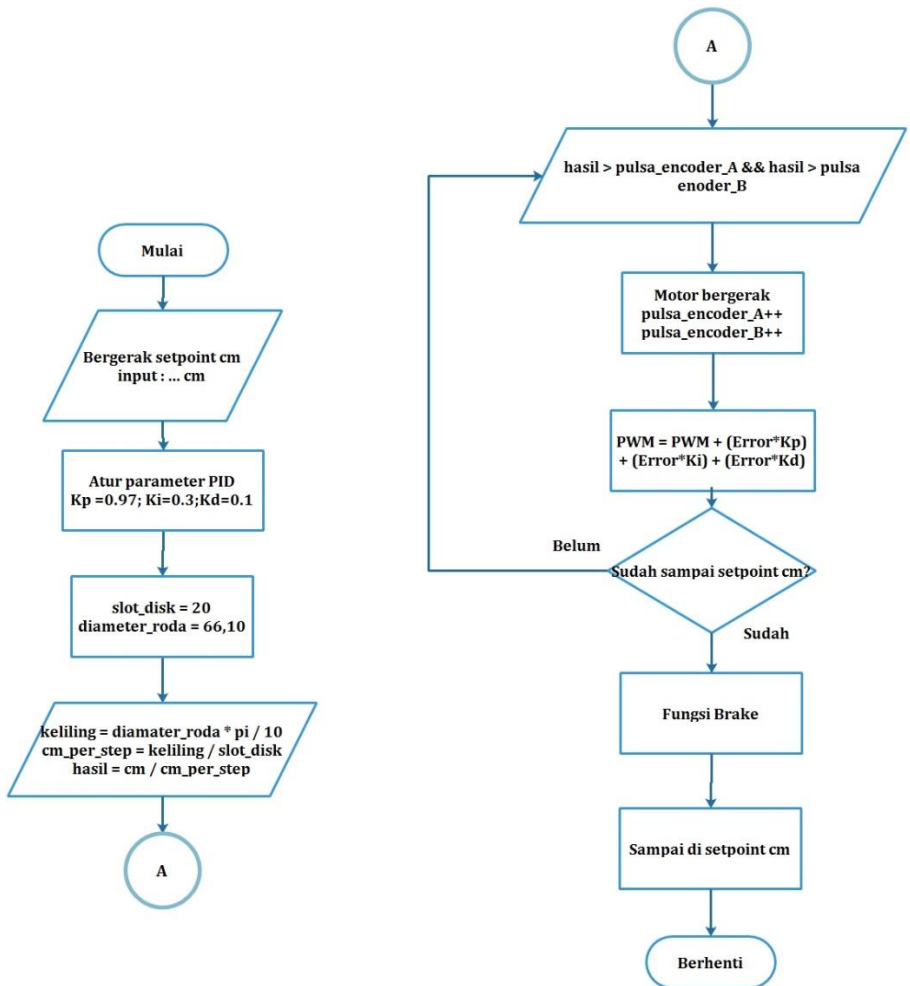 Mulai
Bergerak setpoint cm
input : ... cm
Atur parameter PID
Kp =0.97; Ki=0.3;Kd=0.1
slot_disk = 20
diameter_roda = 66,10
keliling = diamater_roda * pi / 10
cm_per_step = keliling / slot_disk
hasil = cm / cm_per_step
A
A
hasil > pulsa_encoder_A && hasil > pulsa
enoder_B
Motor bergerak
pulsa_encoder_A++
pulsa_encoder_B++
PWM = PWM + (Error*Kp)
+ (Error*Ki) + (Error*Kd)
Belum
Sudah sampai setpoint cm?
Sudah
Fungsi Brake
Sampai di setpoint cm
Berhenti